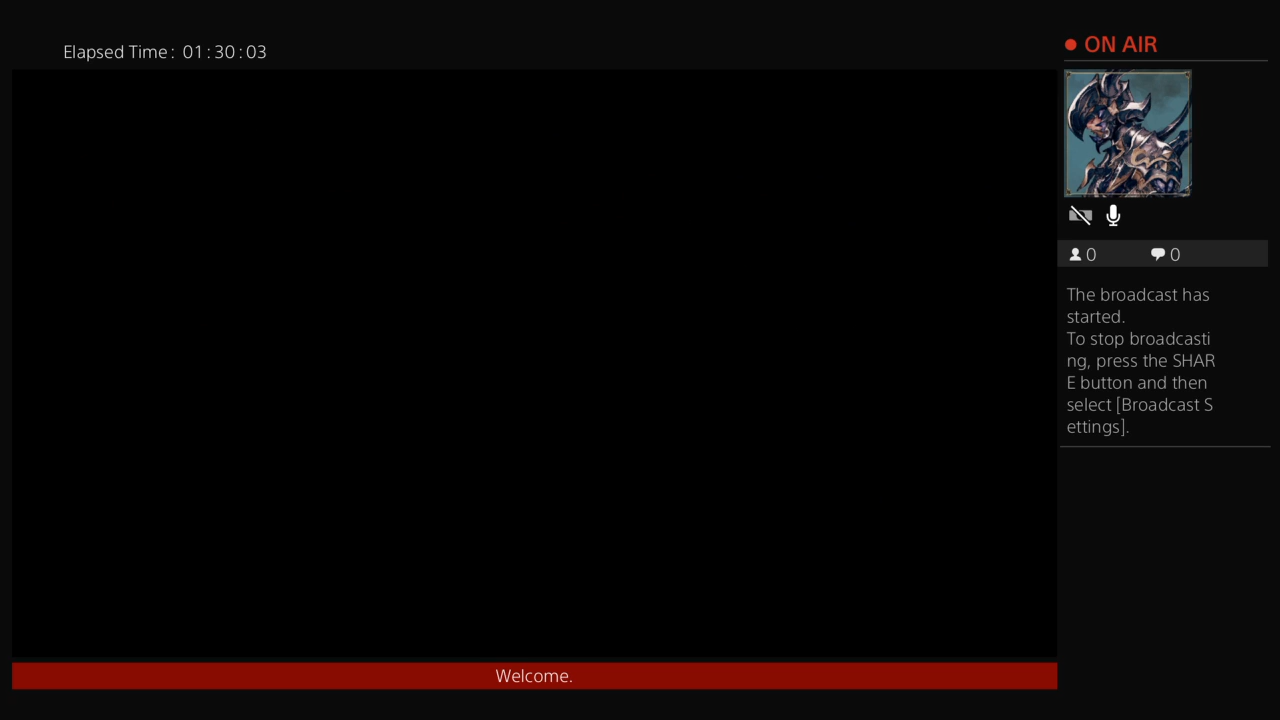 Elapsed Time: 01:30:03
ON AIR
0 0
The broadcast has
started.
To stop broadcasti
ng, press the SHAR
E button and then
select [Broadcast S
ettings].
Welcome.